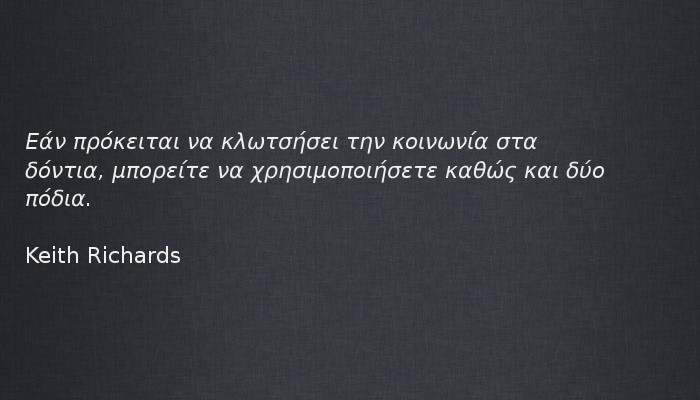 Εάν πρόκειται να κλωτσήσει την κοινωνία στα
δόντια, μπορείτε να χρησιμοποιήσετε καθώς και δύο
πόδια.
Keith Richards